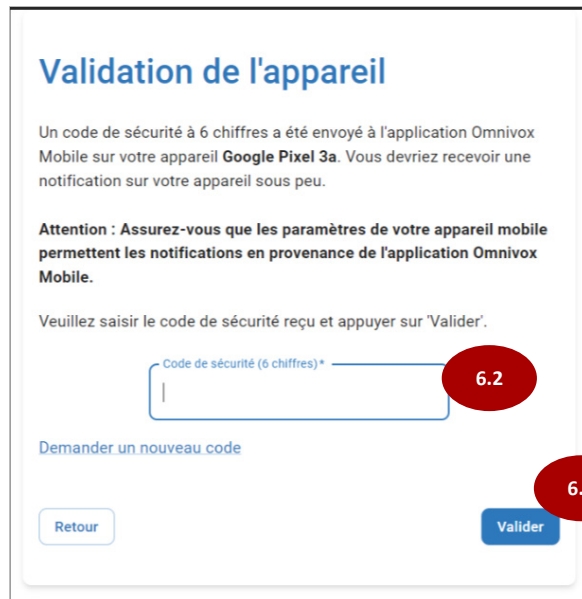 Validation de l'appareil
Un code de sécurité à 6 chiffres a été envoyé à l'application Omnivox
Mobile sur votre appareil Google Pixel 3a. Vous devriez recevoir une
notification sur votre appareil sous peu.
Attention : Assurez-vous que les paramètres de votre appareil mobile
permettent les notifications en provenance de l'application Omnivox
Mobile.
Veuillez saisir le code de sécurité reçu et appuyer sur 'Valider'.
Code de sécurité (6 chiffres)*
6.2
Demander un nouveau code
6.
Retour
Valider